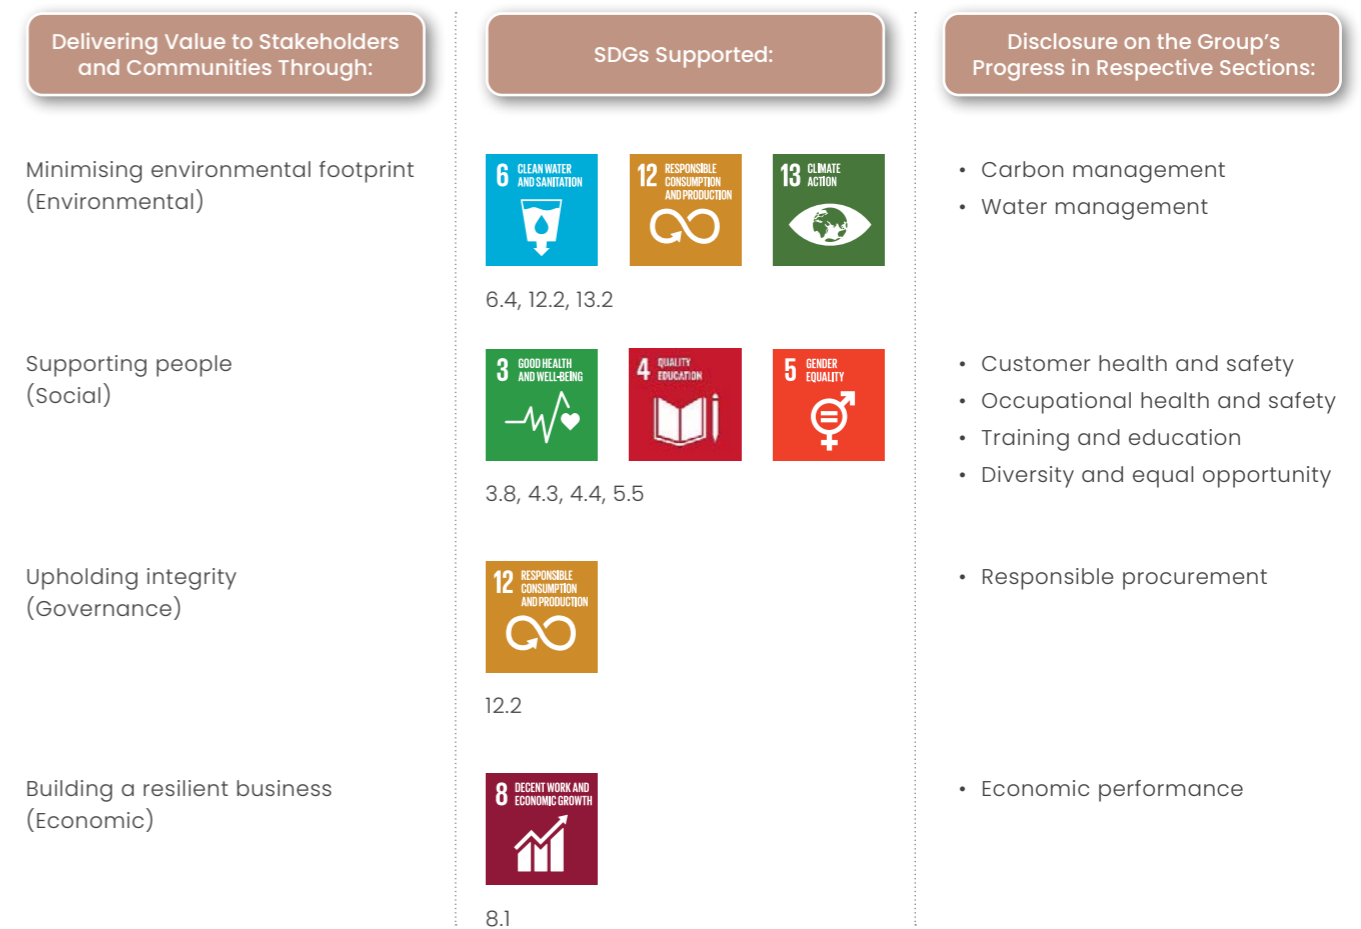 Delivering Value to Stakeholders
and Communities Through:
SDGs Supported:
Disclosure on the Group's
Progress in Respective Sections:
Minimising environmental footprint
(Environmental)
6 CLEAN WATER
AND SANITATION
12 RESPONSIBLE
CONSUMPTION
AND PRODUCTION
13 CLIMATE
ACTION
6.4, 12.2, 13.2
• Carbon management
• Water management
Supporting people
(Social)
3 GOOD HEALTH
AND WELL-BEING
4 QUALITY
EDUCATION
5 GENDER
EQUALITY
3.8, 4.3, 4.4, 5.5
• Customer health and safety
• Occupational health and safety
• Training and education
• Diversity and equal opportunity
Upholding integrity
(Governance)
12 RESPONSIBLE
CONSUMPTION
AND PRODUCTION
12.2
• Responsible procurement
Building a resilient business
(Economic)
8 DECENT WORK AND
ECONOMIC GROWTH
8.1
• Economic performance